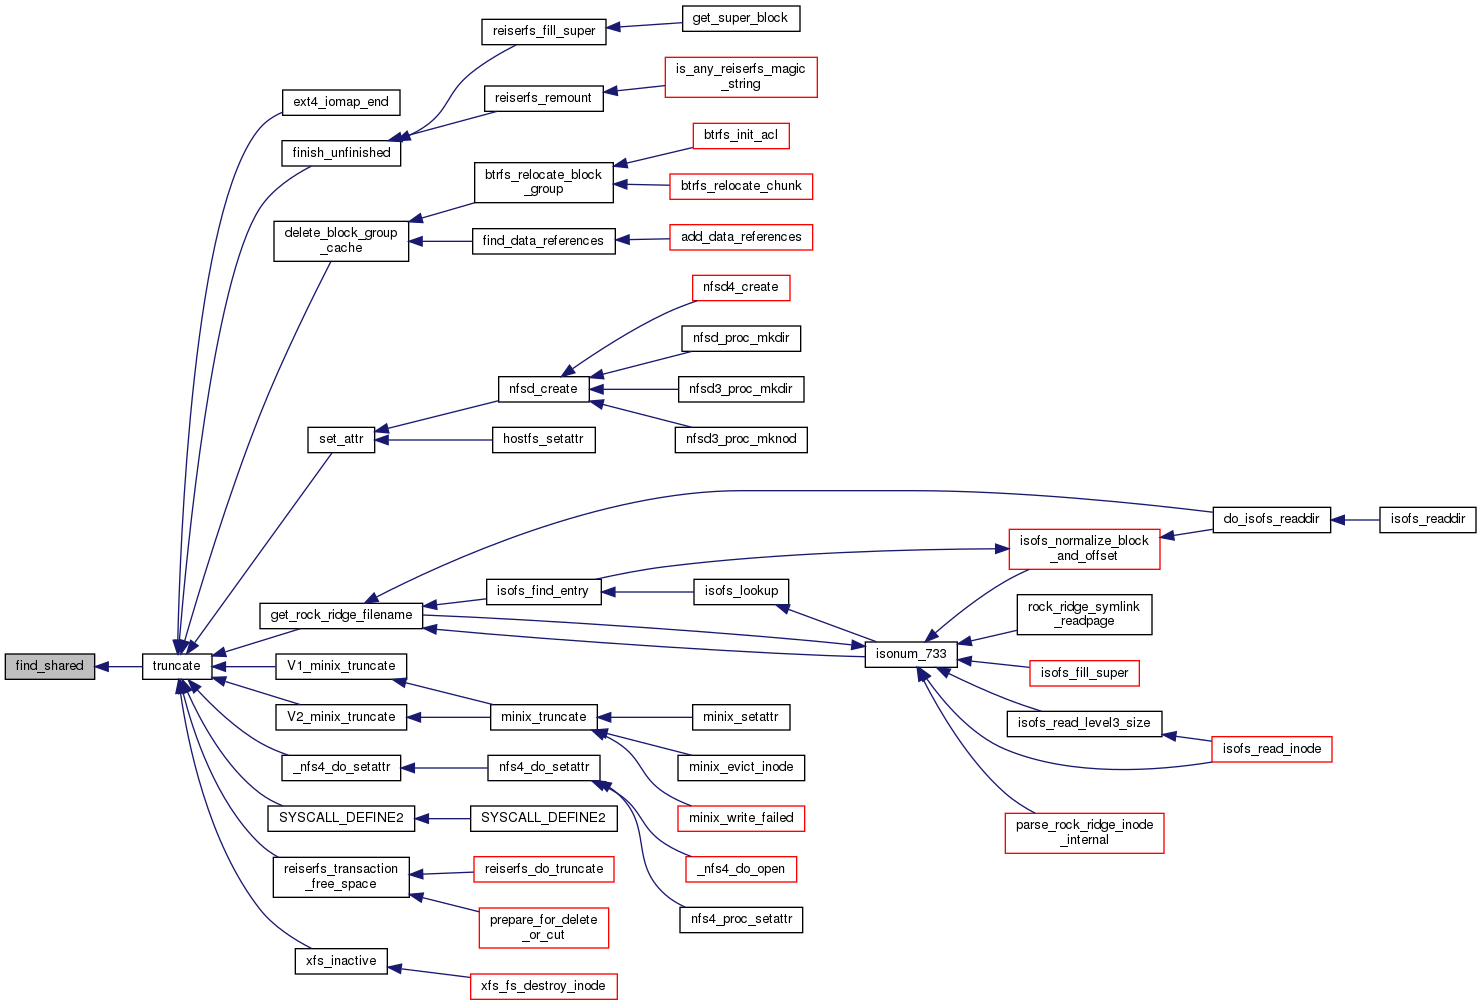 get_super_block
reiserfs_fill_super
is_any_reiserfs_magic
_string
ext4_iomap_end
reiserfs_remount
btrfs_init_acl
finish_unfinished
btrfs_relocate_block
_group
btrfs_relocate_chunk
delete_block_group
_cache
find_data_references
add_data_references
nfsd4_create
nfsd_proc_mkdir
nfsd_create
nfsd3_proc_mkdir
set_attr
hostfs_setattr
nfsd3_proc_mknod
do_isofs_readdir
isofs_readdir
isofs_normalize_block
_and_offset
isofs_find_entry
isofs_lookup
get_rock_ridge_filename
rock_ridge_symlink
_readpage
isonum_733
find_shared
truncate
V1_minix_truncate
isofs_fill_super
V2_minix_truncate
minix_truncate
minix_setattr
isofs_read_level3_size
isofs_read_inode
_nfs4_do_setattr
nfs4_do_setattr
minix_evict_inode
SYSCALL_DEFINE2
SYSCALL_DEFINE2
minix_write_failed
parse_rock_ridge_inode
_internal
reiserfs_transaction
_free_space
reiserfs_do_truncate
_nfs4_do_open
prepare_for_delete
_or_cut
nfs4_proc_setattr
xfs_inactive
xfs_fs_destroy_inode